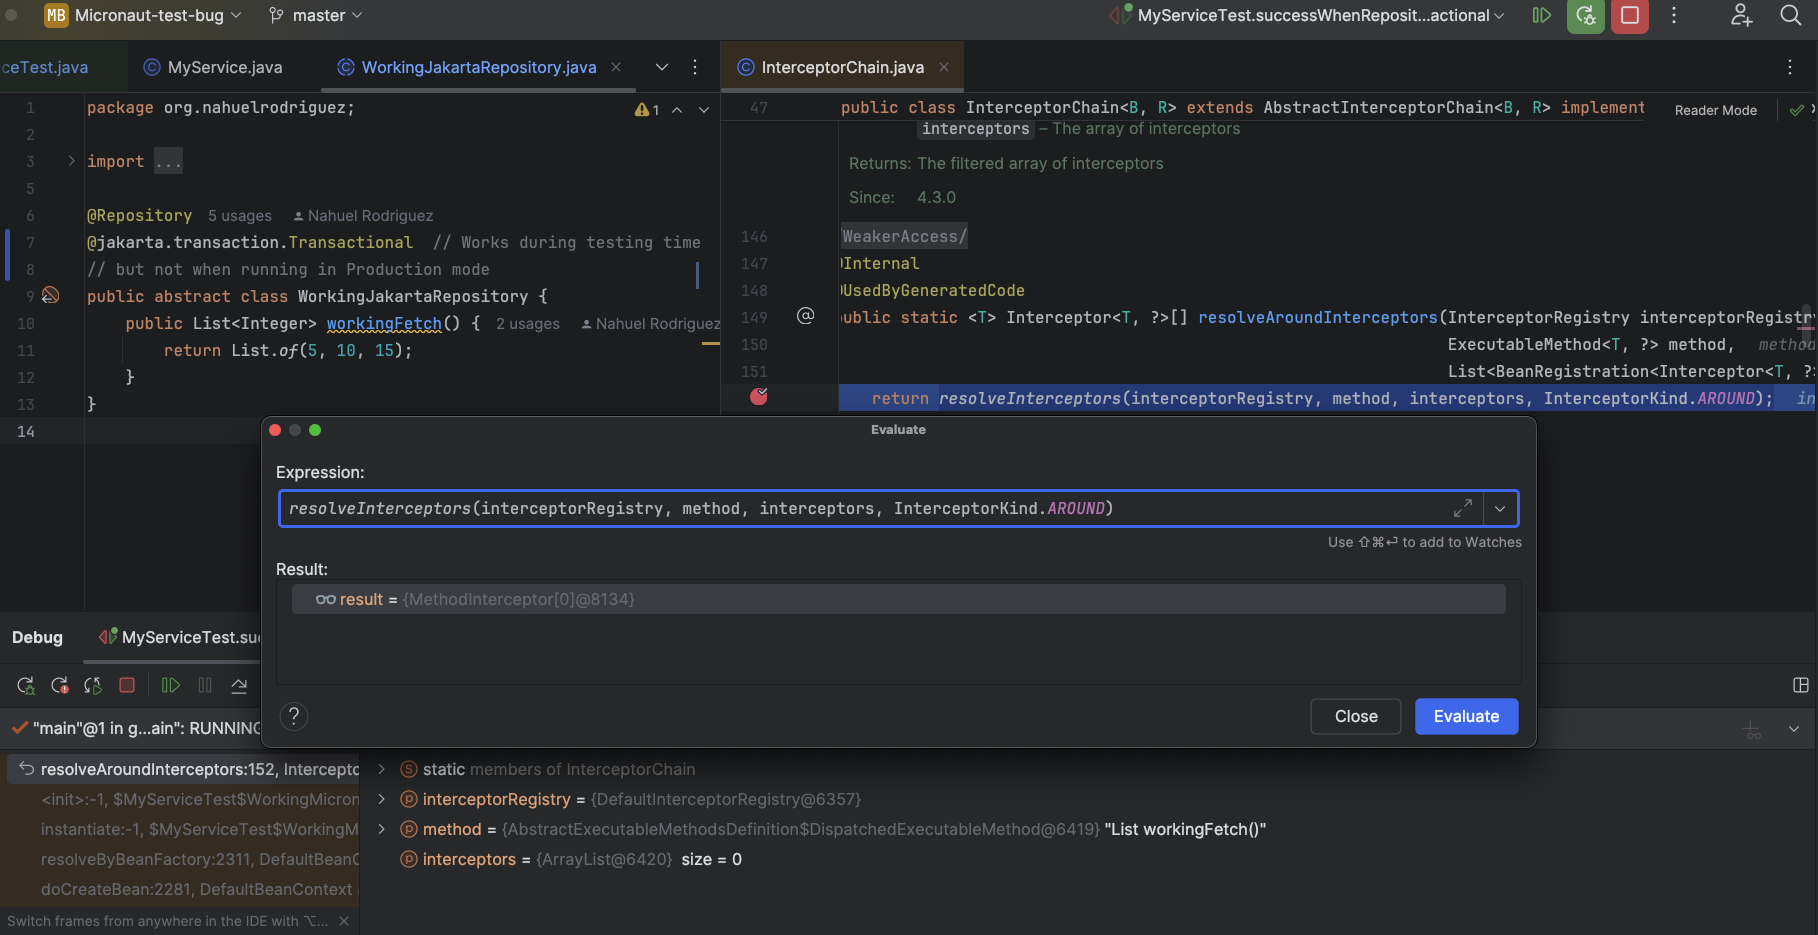 MB Micronaut-test-bug master MyServiceTest.successWhenReposit...actional
ceTest.java MyService.java WorkingJakartaRepository.java InterceptorChain.java
1 package org.nahuelrodriguez; 1
2
3 import ...
5
6 @Repository 5 usages Nahuel Rodriguez
7 @jakarta.transaction.Transactional // Works during testing time
8 // but not when running in Production mode
9 public abstract class WorkingJakartaRepository {
10 public List<Integer> workingFetch() { 2 usages Nahuel Rodriguez
11 return List.of(5, 10, 15);
12 }
13 }
14
47 public class InterceptorChain<B, R> extends AbstractInterceptorChain<B, R> implement Reader Mode
interceptors – The array of interceptors
Returns: The filtered array of interceptors
Since: 4.3.0
146 WeakerAccess/
147 Internal
148 UsedByGeneratedCode
149 ublic static <T> Interceptor<T, ?>[] resolveAroundInterceptors(InterceptorRegistry interceptorRegistr
150 ExecutableMethod<T, ?> method, method
151 List<BeanRegistration<Interceptor<T, ?>
return resolveInterceptors(interceptorRegistry, method, interceptors, InterceptorKind.AROUND); in
Evaluate
Expression:
resolveInterceptors(interceptorRegistry, method, interceptors, InterceptorKind.AROUND)
Use ⇧⌘⏎ to add to Watches
Result:
result = {MethodInterceptor[0]@8134}
? Close Evaluate
Debug MyServiceTest.suc
"main"@1 in g...ain": RUNNING
resolveAroundInterceptors:152, Intercepto
<init>:-1, $MyServiceTest$WorkingMicron
instantiate:-1, $MyServiceTest$WorkingM
resolveByBeanFactory:2311, DefaultBeanC
doCreateBean:2281, DefaultBeanContext
Switch frames from anywhere in the IDE with ⌥...
static members of InterceptorChain
interceptorRegistry = {DefaultInterceptorRegistry@6357}
method = {AbstractExecutableMethodsDefinition$DispatchedExecutableMethod@6419} "List workingFetch()"
interceptors = {ArrayList@6420} size = 0